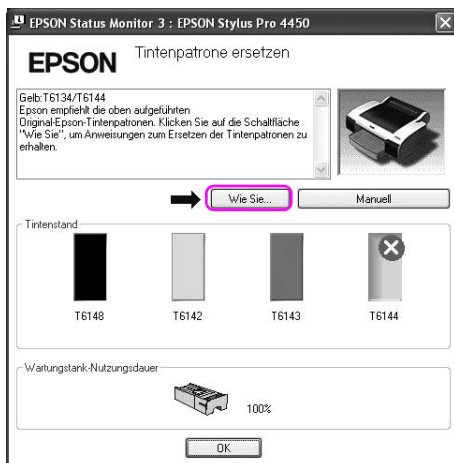 EPSON Status Monitor 3 : EPSON Stylus Pro 4450
EPSON
Tintenpatrone ersetzen
Gelb:T6134/T6144
Epson empfiehlt die oben aufgeführten
Original-Epson-Tintenpatronen. Klicken Sie auf die Schaltfläche
"Wie Sie", um Anweisungen zum Ersetzen der Tintenpatronen zu
erhalten.
Wie Sie...
Manuell
Tintenstand
T6148 T6142 T6143 T6144
Wartungstank-Nutzungsdauer
100%
OK